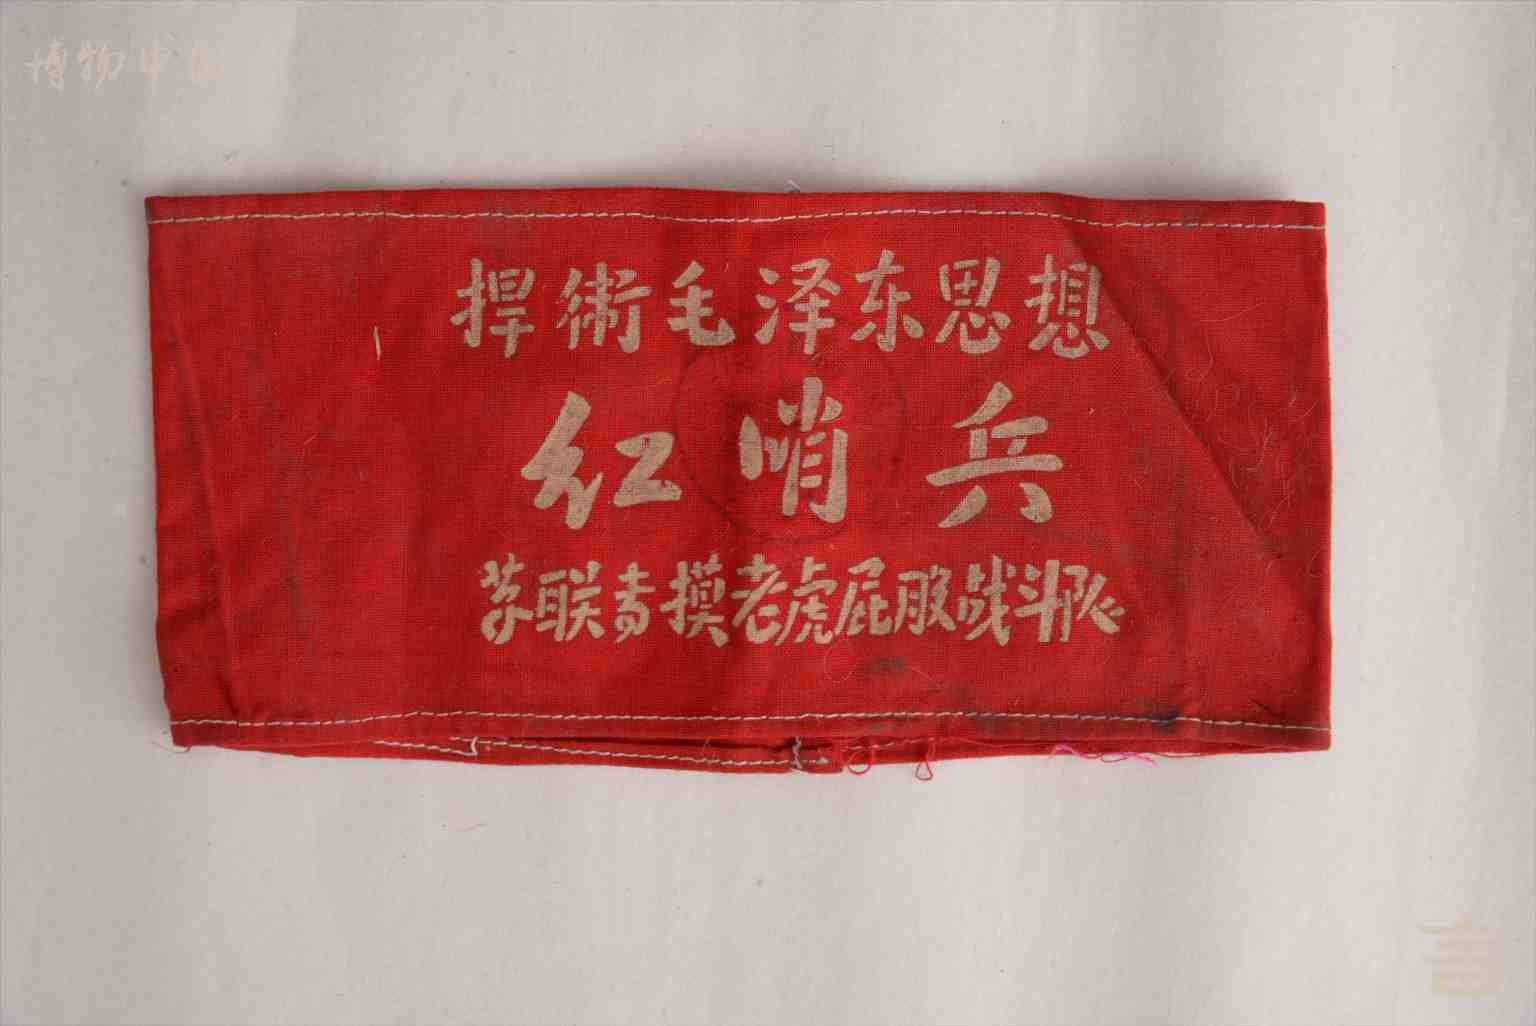 博物中国
捍衛毛泽东思想
红哨兵
苏联专摸老虎屁股战斗队